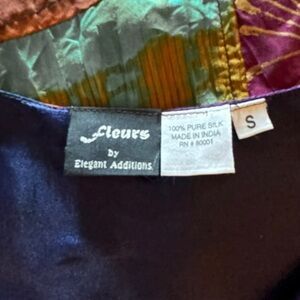 Fleurs
by
Elegant Additions
100% PURE SILK
MADE IN INDIA
RN # 80001
S